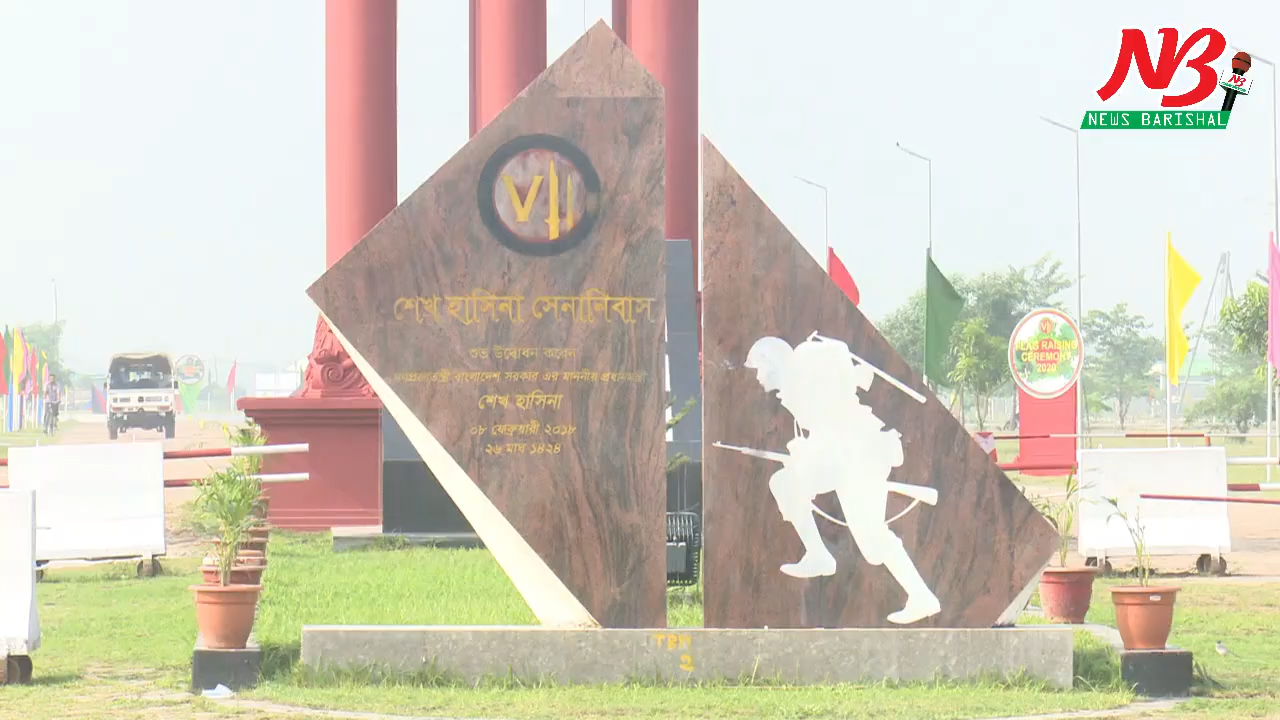 NB
NEWS BARISHAL
VII
শেখ হাসিনা সেনানিবাস
শুভ উদ্বোধন করেন
গণপ্রজাতন্ত্রী বাংলাদেশ সরকার এর মাননীয় প্রধানমন্ত্রী
শেখ হাসিনা
০৮ ফেব্রুয়ারী ২০১৮
২৬ মাঘ ১৪২৪
FLAG RAISING
CEREMONY
2020
2